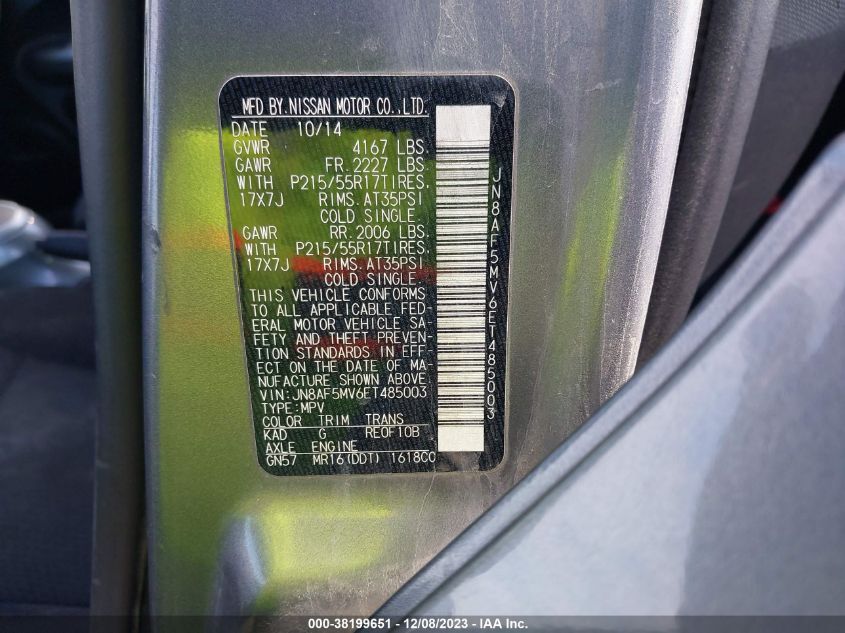 MFD BY.NISSAN MOTOR CO.,LTD.
DATE 10/14
GVWR 4167 LBS.
GAWR FR.2227 LBS.
WITH P215/55R17TIRES.
17X7J RIMS.AT35PSI
COLD SINGLE.
GAWR RR.2006 LBS.
WITH P215/55R17TIRES.
17X7J RIMS.AT35PSI
COLD SINGLE.
THIS VEHICLE CONFORMS
TO ALL APPLICABLE FED-
ERAL MOTOR VEHICLE SA-
FETY AND THEFT PREVEN-
TION STANDARDS IN EFF
ECT ON THE DATE OF MA-
NUFACTURE SHOWN ABOVE
VIN:JN8AF5MV6ET485003
TYPE:MPV
COLOR TRIM TRANS
KAD G RE0F10B
AXLE ENGINE
GN57 MR16(DDT) 1618CC
JN8AF5MV6ET485003
000-38199651 - 12/08/2023 - IAA Inc.